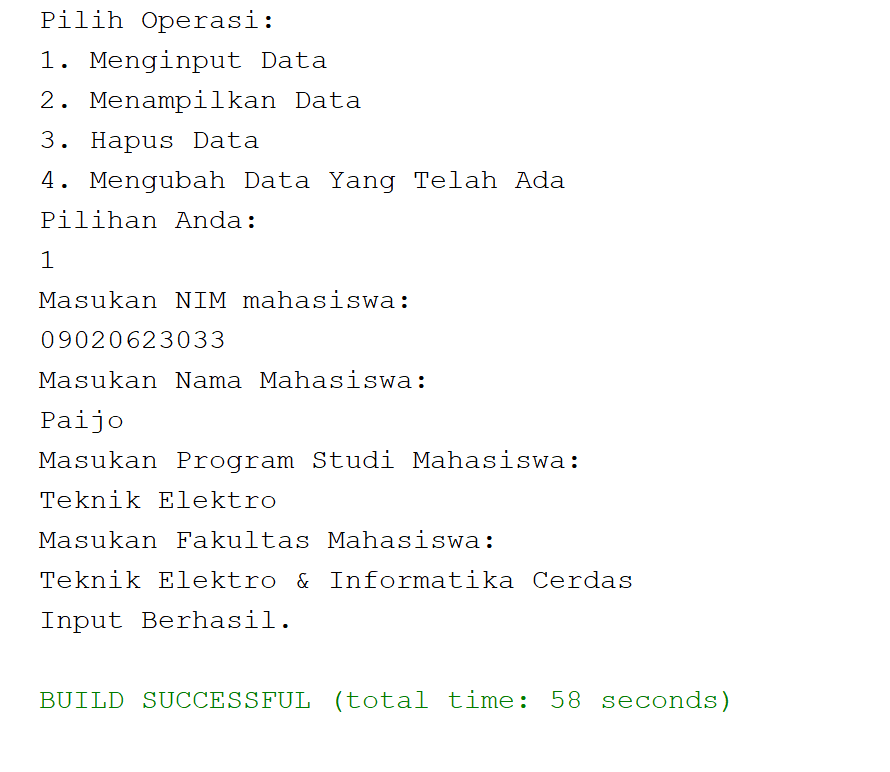 Pilih Operasi:
1. Menginput Data
2. Menampilkan Data
3. Hapus Data
4. Mengubah Data Yang Telah Ada
Pilihan Anda:
1
Masukan NIM mahasiswa:
09020623033
Masukan Nama Mahasiswa:
Paijo
Masukan Program Studi Mahasiswa:
Teknik Elektro
Masukan Fakultas Mahasiswa:
Teknik Elektro & Informatika Cerdas
Input Berhasil.
BUILD SUCCESSFUL (total time: 58 seconds)